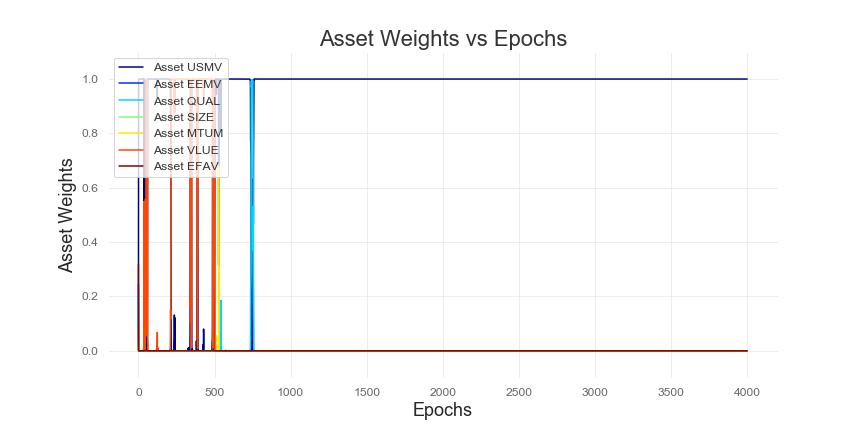 Asset Weights vs Epochs
Asset USMV
Asset EEMV
Asset QUAL
Asset SIZE
Asset MTUM
Asset VLUE
Asset EFAV
Asset Weights
1.0
0.8
0.6
0.4
0.2
0.0
0 500 1000 1500 2000 2500 3000 3500 4000
Epochs